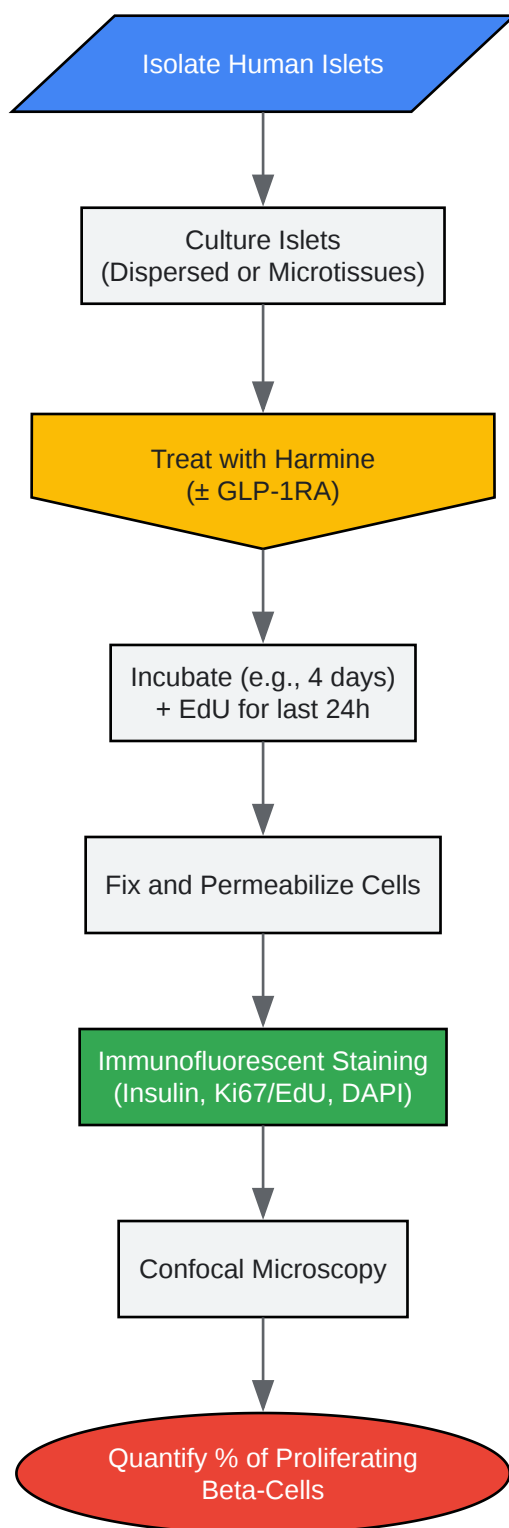 Isolate Human Islets
Culture Islets
(Dispersed or Microtissues)
Treat with Harmine
(± GLP-1RA)
Incubate (e.g., 4 days)
+ EdU for last 24h
Fix and Permeabilize Cells
Immunofluorescent Staining
(Insulin, Ki67/EdU, DAPI)
Confocal Microscopy
Quantify % of Proliferating
Beta-Cells